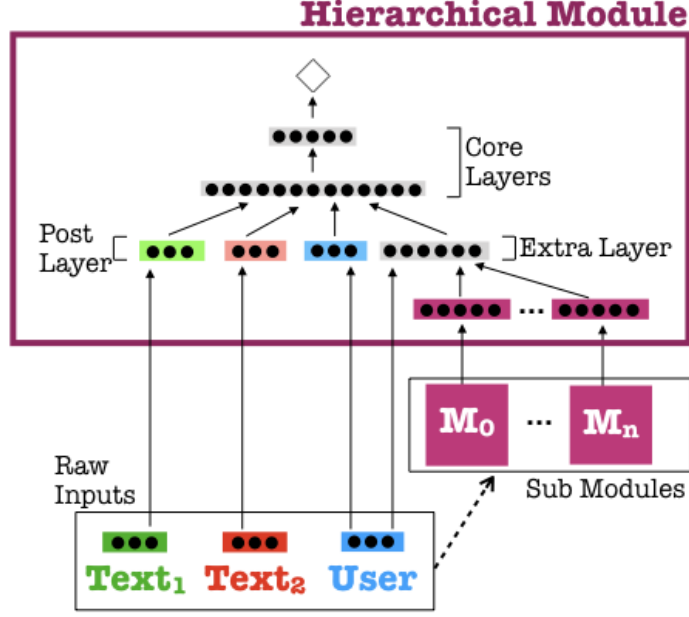 Hierarchical Module
Core
Layers
Post
Layer
Extra Layer
...
M₀
...
Mₙ
Raw
Inputs
Sub Modules
Text₁
Text₂
User